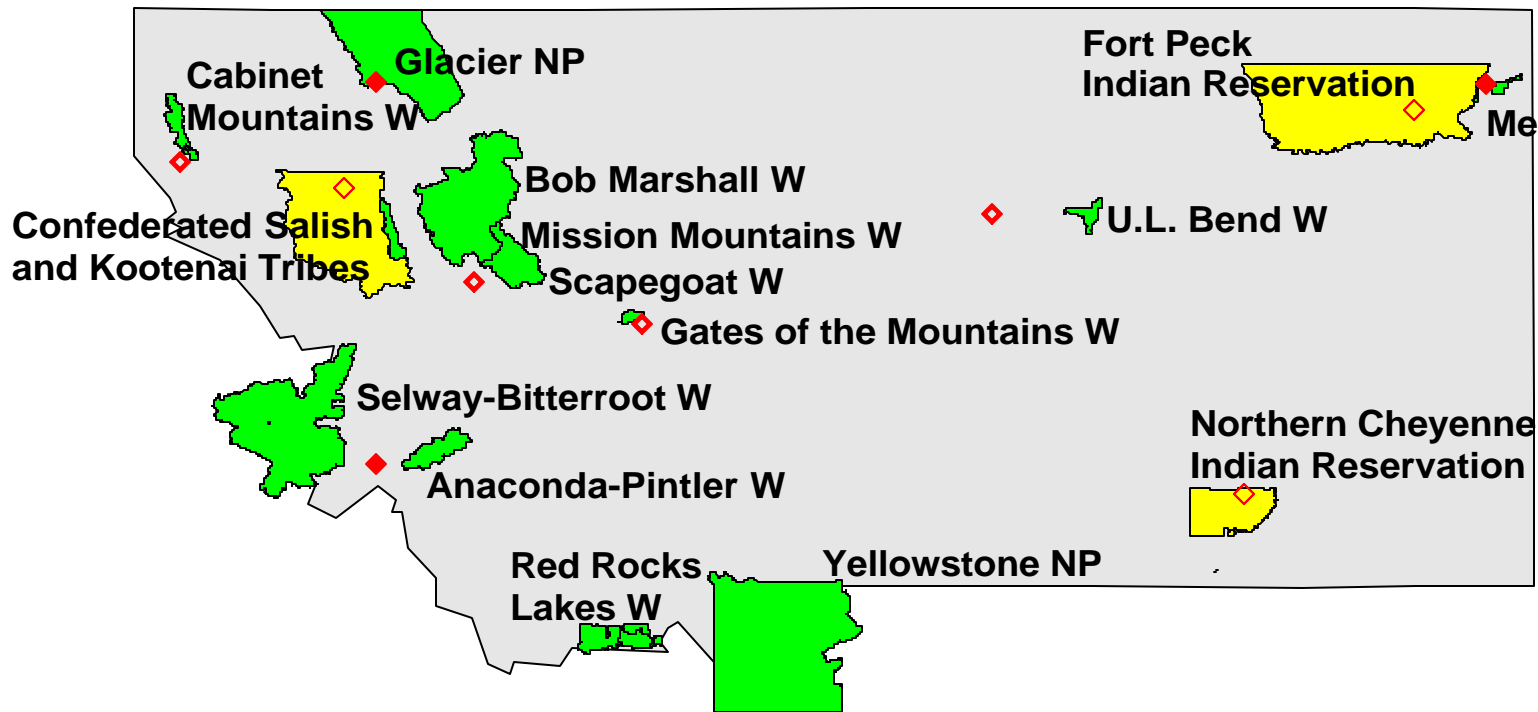 Glacier NP
Cabinet
Mountains W
Fort Peck
Indian Reservation
Me
Bob Marshall W
Confederated Salish
and Kootenai Tribes
Mission Mountains W
U.L. Bend W
Scapegoat W
Gates of the Mountains W
Selway-Bitterroot W
Anaconda-Pintler W
Northern Cheyenne
Indian Reservation
Red Rocks
Lakes W
Yellowstone NP